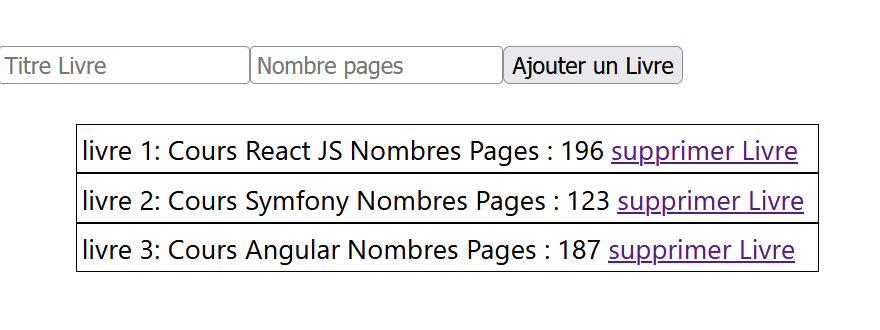 Titre Livre Nombre pages Ajouter un Livre
livre 1: Cours React JS Nombres Pages : 196 supprimer Livre
livre 2: Cours Symfony Nombres Pages : 123 supprimer Livre
livre 3: Cours Angular Nombres Pages : 187 supprimer Livre